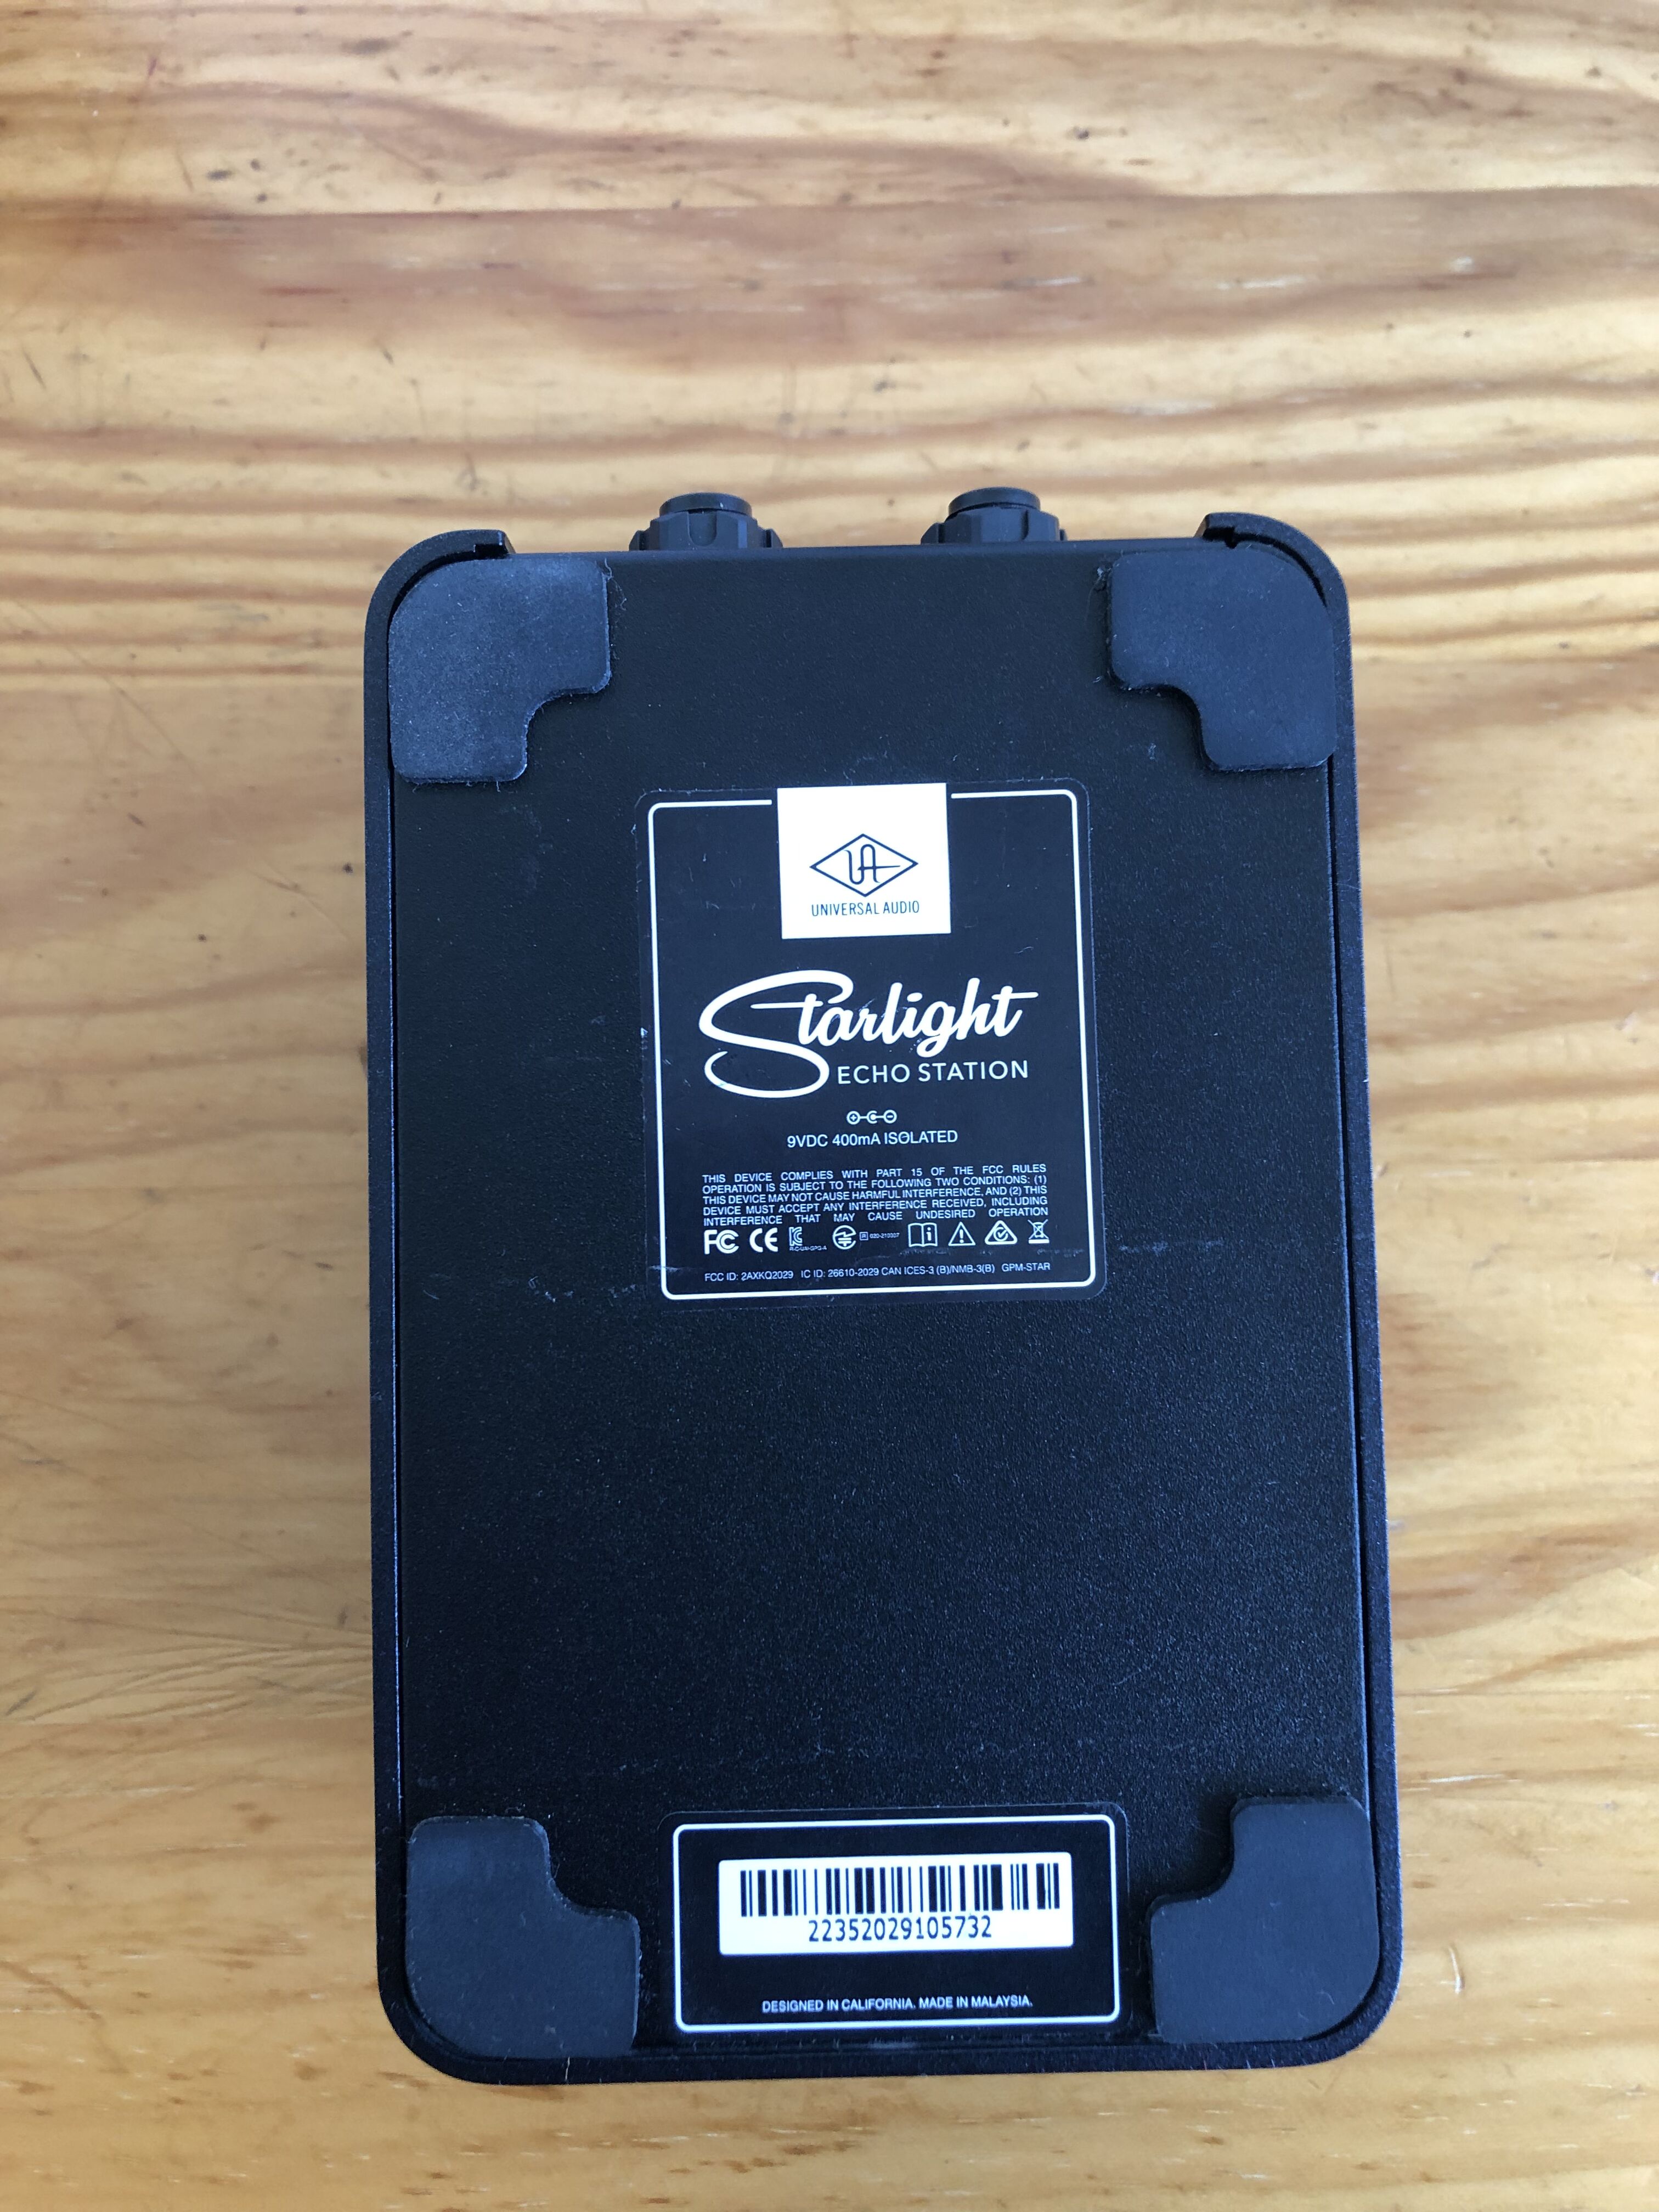 UA
UNIVERSAL AUDIO
Starlight
ECHO STATION
9VDC 400mA ISOLATED
THIS DEVICE COMPLIES WITH PART 15 OF THE FCC RULES
OPERATION IS SUBJECT TO THE FOLLOWING TWO CONDITIONS: (1)
THIS DEVICE MAY NOT CAUSE HARMFUL INTERFERENCE, AND (2) THIS
DEVICE MUST ACCEPT ANY INTERFERENCE RECEIVED, INCLUDING
INTERFERENCE THAT MAY CAUSE UNDESIRED OPERATION
FC CE
FCC ID: 2AXKQ2029 IC ID: 26610-2029 CAN ICES-3 (B)/NMB-3(B) GPM-STAR
22352029105732
DESIGNED IN CALIFORNIA. MADE IN MALAYSIA.